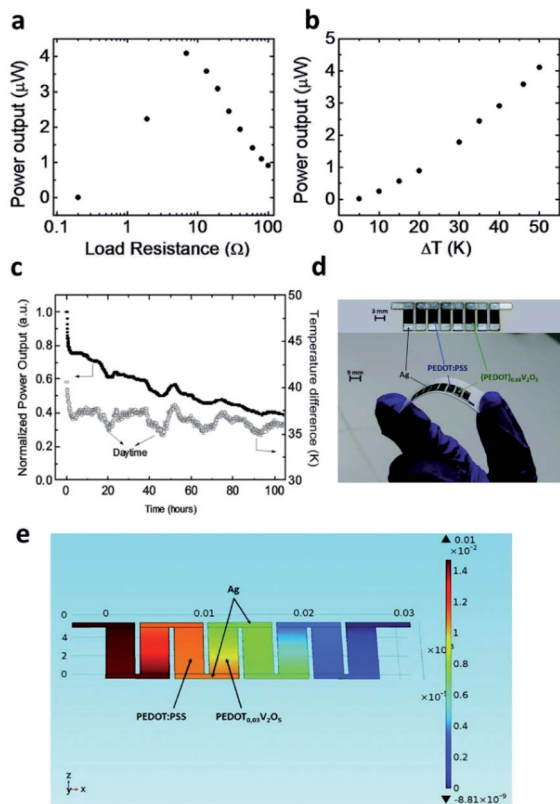 a
Power output (μW)
5
4
3
2
1
0
0.1
1
10
100
Load Resistance (Ω)
b
Power output (μW)
5
4
3
2
1
0
0
10
20
30
40
50
ΔT (K)
c
Normalized Power Output (a.u.)
1.0
0.8
0.6
0.4
0.2
0.0
0
20
40
60
80
100
Time (hours)
50
45
40
35
30
Temperature difference (K)
Daytime
d
3 mm
PEDOT:PSS
(PEDOT)0.03V2O5
Ag
9 mm
e
Ag
0
0
0.01
0.02
0.03
4
2
0
PEDOT:PSS
PEDOT0,03V2O5
z
y
x
▲ 0.01
×10⁻²
1.4
1.2
1
0.8
0.6
0.4
0.2
0
▼ -8.81×10⁻⁹